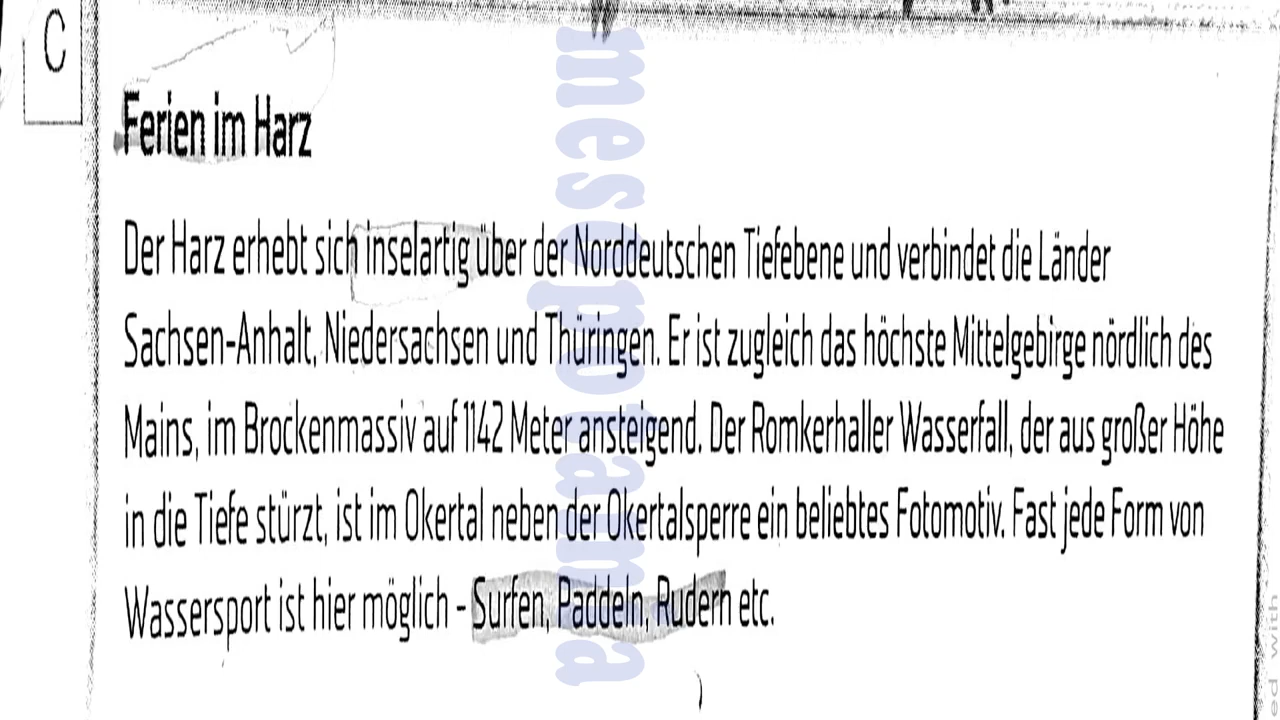 C
Ferien im Harz
Der Harz erhebt sich inselartig über der Norddeutschen Tiefebene und verbindet die Länder
Sachsen-Anhalt, Niedersachsen und Thüringen. Er ist zugleich das höchste Mittelgebirge nördlich des
Mains, im Brockenmassiv auf 1142 Meter ansteigend. Der Romkerhaller Wasserfall, der aus großer Höhe
in die Tiefe stürzt, ist im Okertal neben der Okertalsperre ein beliebtes Fotomotiv. Fast jede Form von
Wassersport ist hier möglich - Surfen, Paddeln, Rudern etc.
mesopotamia
ed with